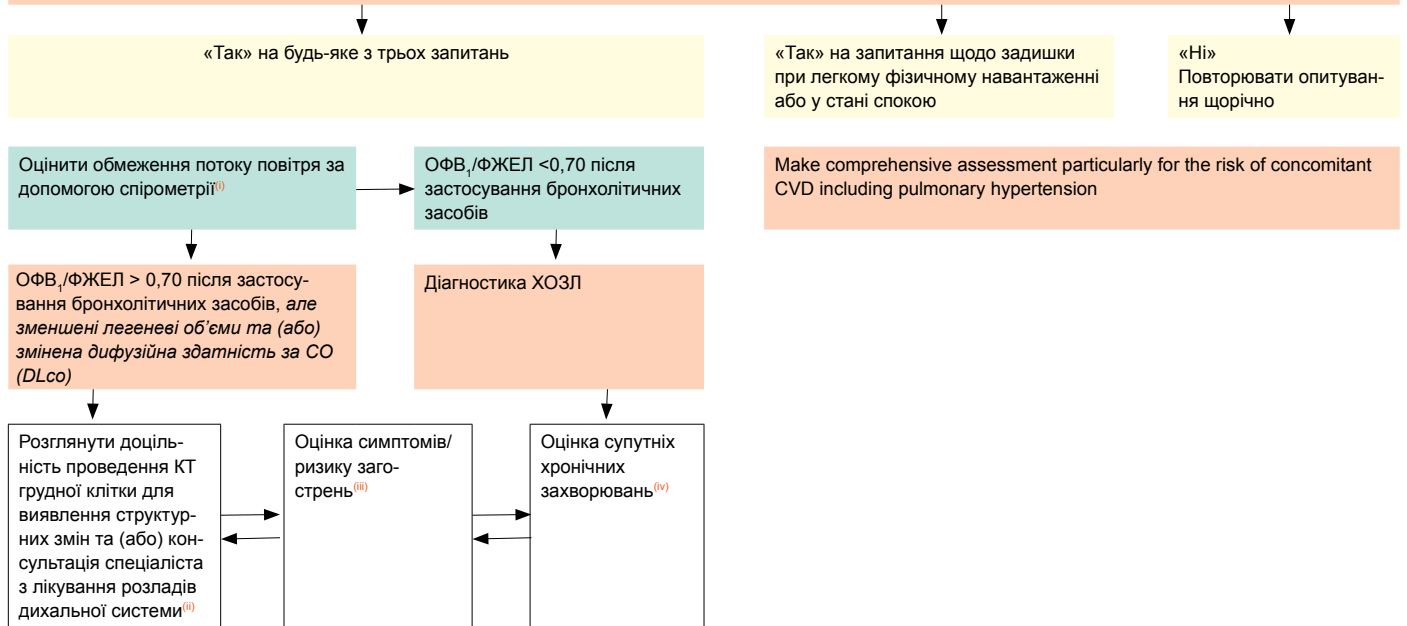 «Так» на будь-яке з трьох запитань
«Так» на запитання щодо задишки
при легкому фізичному навантаженні
або у стані спокою
«Ні»
Повторювати опитуван-
ня щорічно
Оцінити обмеження потоку повітря за
допомогою спірометрії(i)
ОФВ₁/ФЖЕЛ <0,70 після
застосування бронхолітичних
засобів
Make comprehensive assessment particularly for the risk of concomitant
CVD including pulmonary hypertension
ОФВ₁/ФЖЕЛ > 0,70 після застосу-
вання бронхолітичних засобів, але
зменшені легеневі об’єми та (або)
змінена дифузійна здатність за СО
(DLco)
Діагностика ХОЗЛ
Розглянути доціль-
ність проведення КТ
грудної клітки для
виявлення структур-
них змін та (або) кон-
сультація спеціаліста
з лікування розладів
дихальної системи(ii)
Оцінка симптомів/
ризику заго-
стрень(iii)
Оцінка супутніх
хронічних
захворювань(iv)